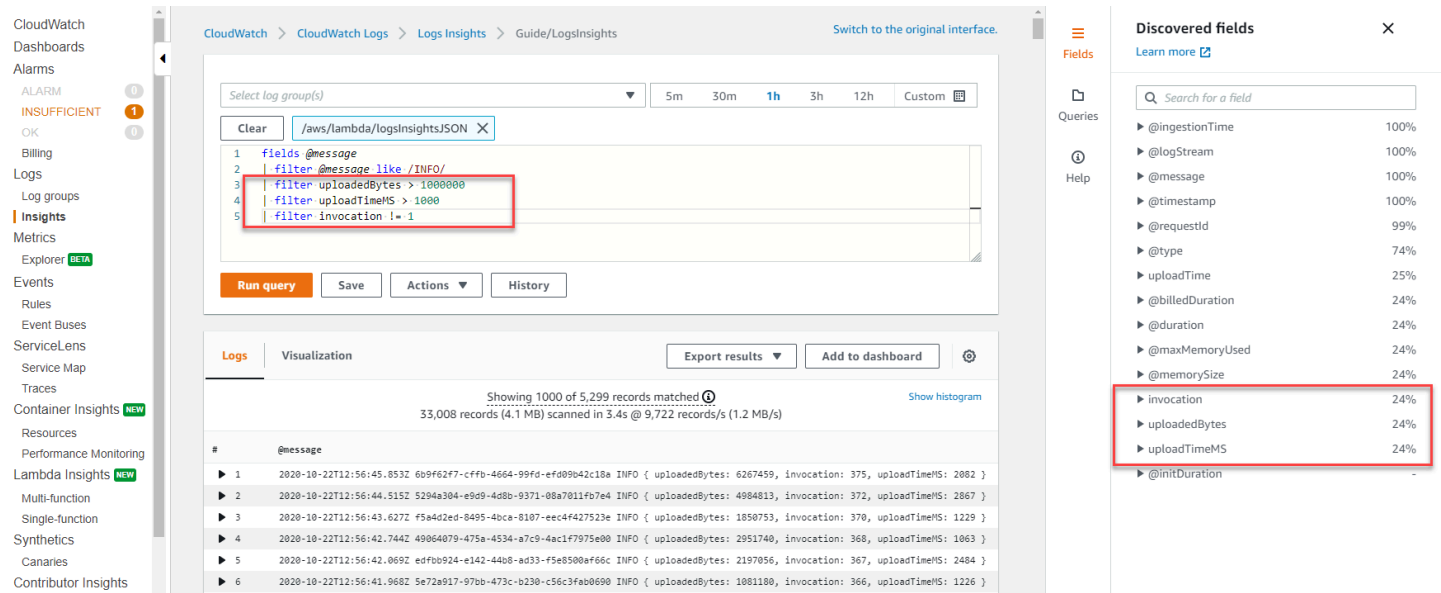 CloudWatch
Dashboards
Alarms
ALARM 0
INSUFFICIENT 1
OK 0
Billing
Logs
Log groups
Insights
Metrics
Explorer BETA
Events
Rules
Event Buses
ServiceLens
Service Map
Traces
Container Insights NEW
Resources
Performance Monitoring
Lambda Insights NEW
Multi-function
Single-function
Synthetics
Canaries
Contributor Insights
CloudWatch > CloudWatch Logs > Logs Insights > Guide/LogsInsights
Switch to the original interface.
Select log group(s)
5m 30m 1h 3h 12h Custom
Clear /aws/lambda/logsInsightsJSON
1 fields @message
2 | filter @message like /INFO/
3 | filter uploadedBytes > 1000000
4 | filter uploadTimeMS > 1000
5 | filter invocation != 1
Run query Save Actions History
Logs Visualization Export results Add to dashboard
Showing 1000 of 5,299 records matched
33,008 records (4.1 MB) scanned in 3.4s @ 9,722 records/s (1.2 MB/s)
Show histogram
# @message
1 2020-10-22T12:56:45.853Z 6b9f62f7-cffb-4664-99fd-efd09b42c18a INFO { uploadedBytes: 6267459, invocation: 375, uploadTimeMS: 2082 }
2 2020-10-22T12:56:44.515Z 5294a304-e9d9-4d8b-9371-08a7011fb7e4 INFO { uploadedBytes: 4984813, invocation: 372, uploadTimeMS: 2867 }
3 2020-10-22T12:56:43.627Z f5a4d2ed-8495-4bca-8107-eec4f427523e INFO { uploadedBytes: 1850753, invocation: 370, uploadTimeMS: 1229 }
4 2020-10-22T12:56:42.744Z 49064079-475a-4534-a7c9-4ac1f7975e00 INFO { uploadedBytes: 2951740, invocation: 368, uploadTimeMS: 1063 }
5 2020-10-22T12:56:42.069Z edfbb924-e142-44b8-ad33-f5e8500af66c INFO { uploadedBytes: 2197056, invocation: 367, uploadTimeMS: 2484 }
6 2020-10-22T12:56:41.968Z 5e72a917-97bb-473c-b230-c56c3fab0690 INFO { uploadedBytes: 1081180, invocation: 366, uploadTimeMS: 1226 }
Fields
Queries
Help
Discovered fields
Learn more
Search for a field
@ingestionTime 100%
@logStream 100%
@message 100%
@timestamp 100%
@requestId 99%
@type 74%
uploadTime 25%
@billedDuration 24%
@duration 24%
@maxMemoryUsed 24%
@memorySize 24%
invocation 24%
uploadedBytes 24%
uploadTimeMS 24%
@initDuration -